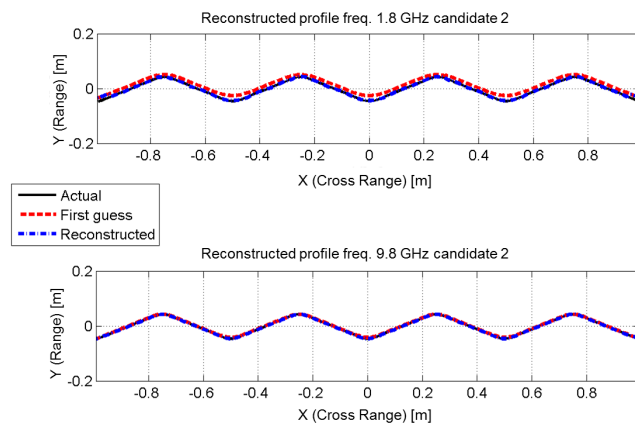 Reconstructed profile freq. 1.8 GHz candidate 2
Y (Range) [m]
0.2
0
-0.2
-0.8 -0.6 -0.4 -0.2 0 0.2 0.4 0.6 0.8
X (Cross Range) [m]
Actual
First guess
Reconstructed
Reconstructed profile freq. 9.8 GHz candidate 2
Y (Range) [m]
0.2
0
-0.2
-0.8 -0.6 -0.4 -0.2 0 0.2 0.4 0.6 0.8
X (Cross Range) [m]